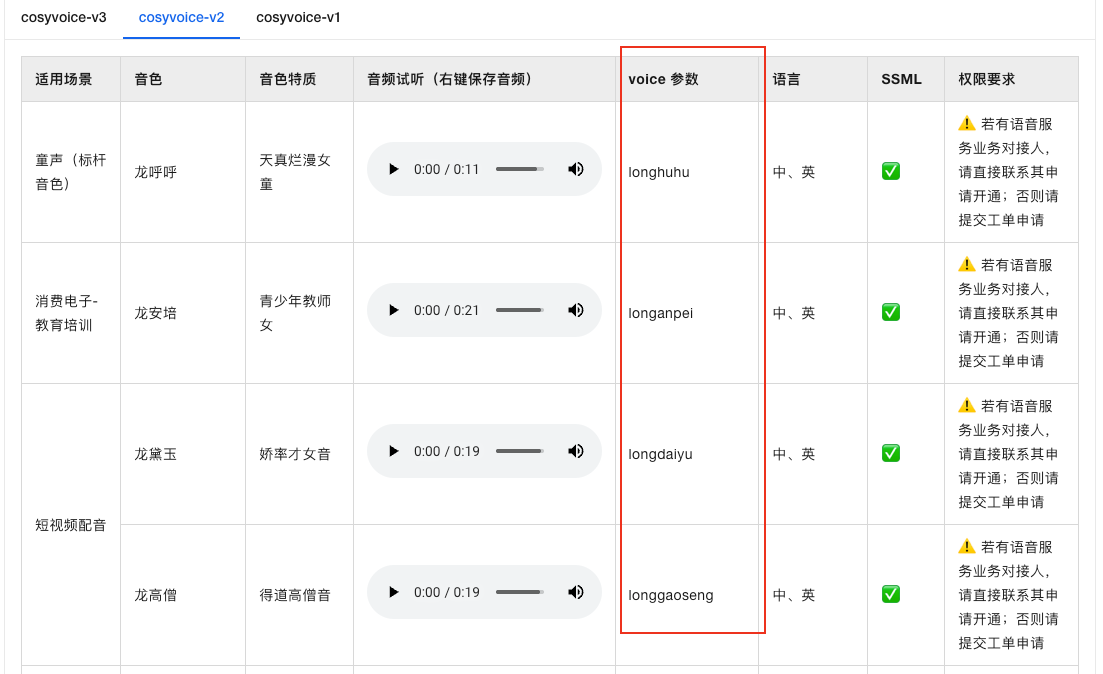 cosyvoice-v3 cosyvoice-v2 cosyvoice-v1
适用场景 音色 音色特质 音频试听（右键保存音频） voice 参数 语言 SSML 权限要求
童声（标杆
音色）
龙呼呼
天真烂漫女
童
0:00 / 0:11
longhuhu
中、英
若有语音服
务业务对接人，
请直接联系其申
请开通；否则请
提交工单申请
消费电子-
教育培训
龙安培
青少年教师
女
0:00 / 0:21
longanpei
中、英
若有语音服
务业务对接人，
请直接联系其申
请开通；否则请
提交工单申请
短视频配音
龙黛玉
娇率才女音
0:00 / 0:19
longdaiyu
中、英
若有语音服
务业务对接人，
请直接联系其申
请开通；否则请
提交工单申请
龙高僧
得道高僧音
0:00 / 0:19
longgaoseng
中、英
若有语音服
务业务对接人，
请直接联系其申
请开通；否则请
提交工单申请